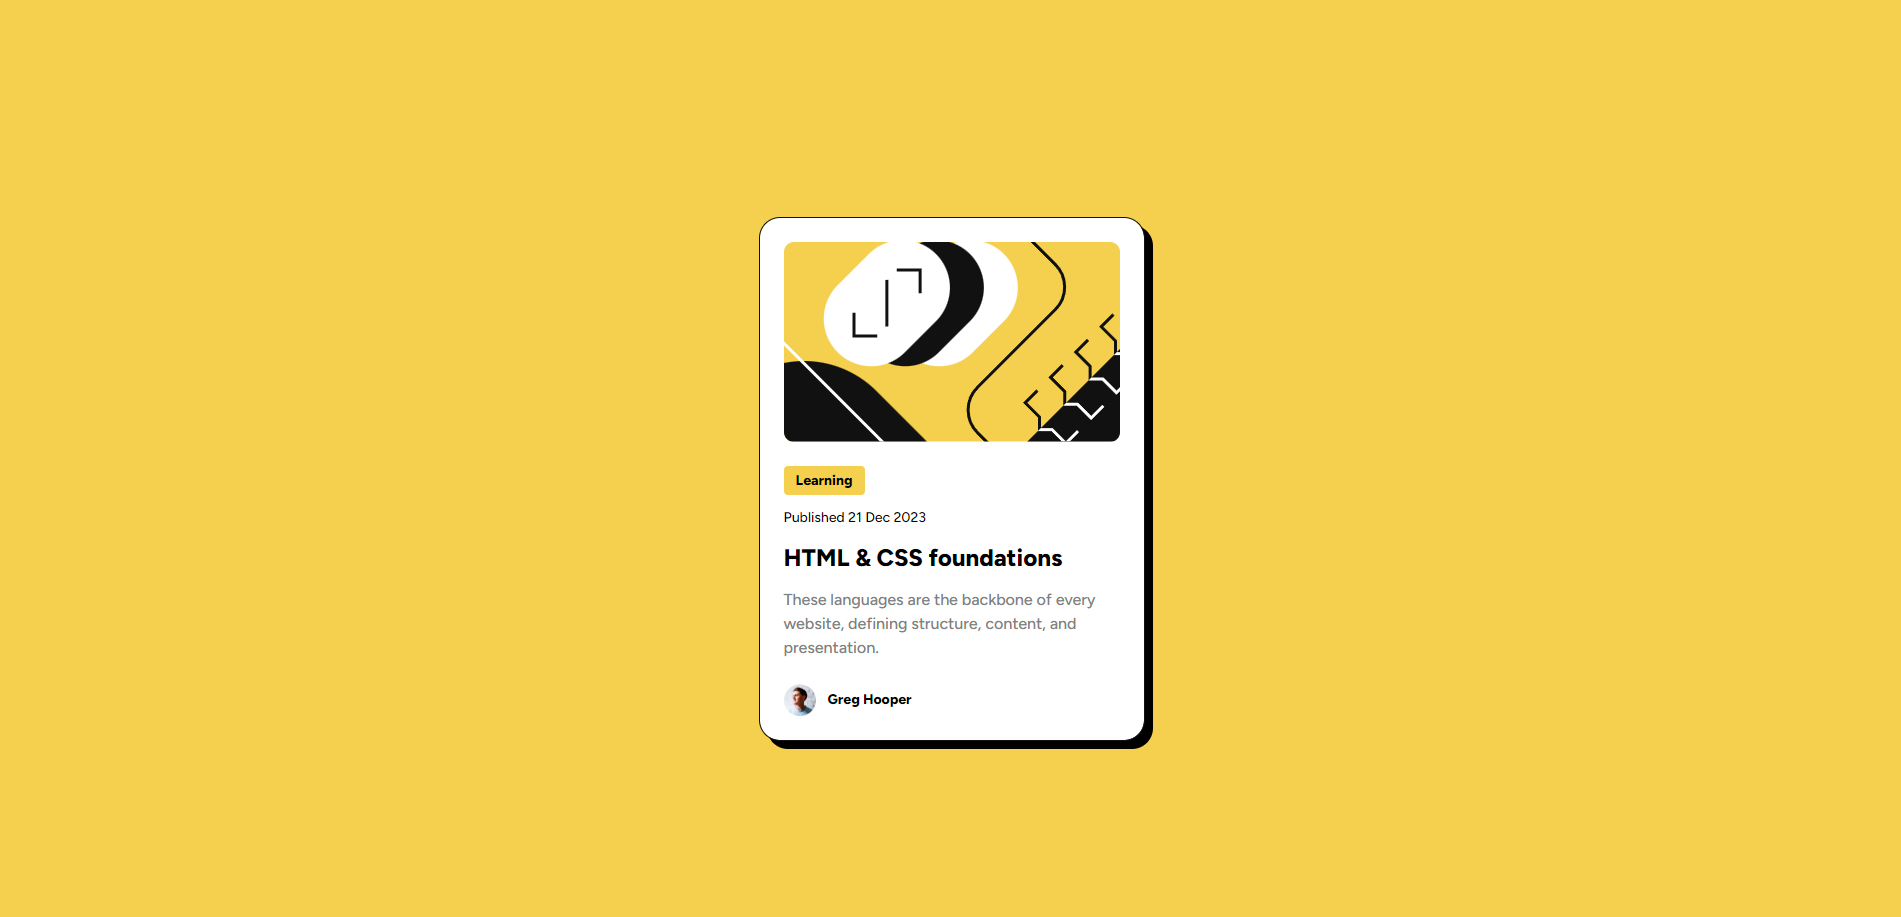 Learning
Published 21 Dec 2023
HTML & CSS foundations
These languages are the backbone of every
website, defining structure, content, and
presentation.
Greg Hooper